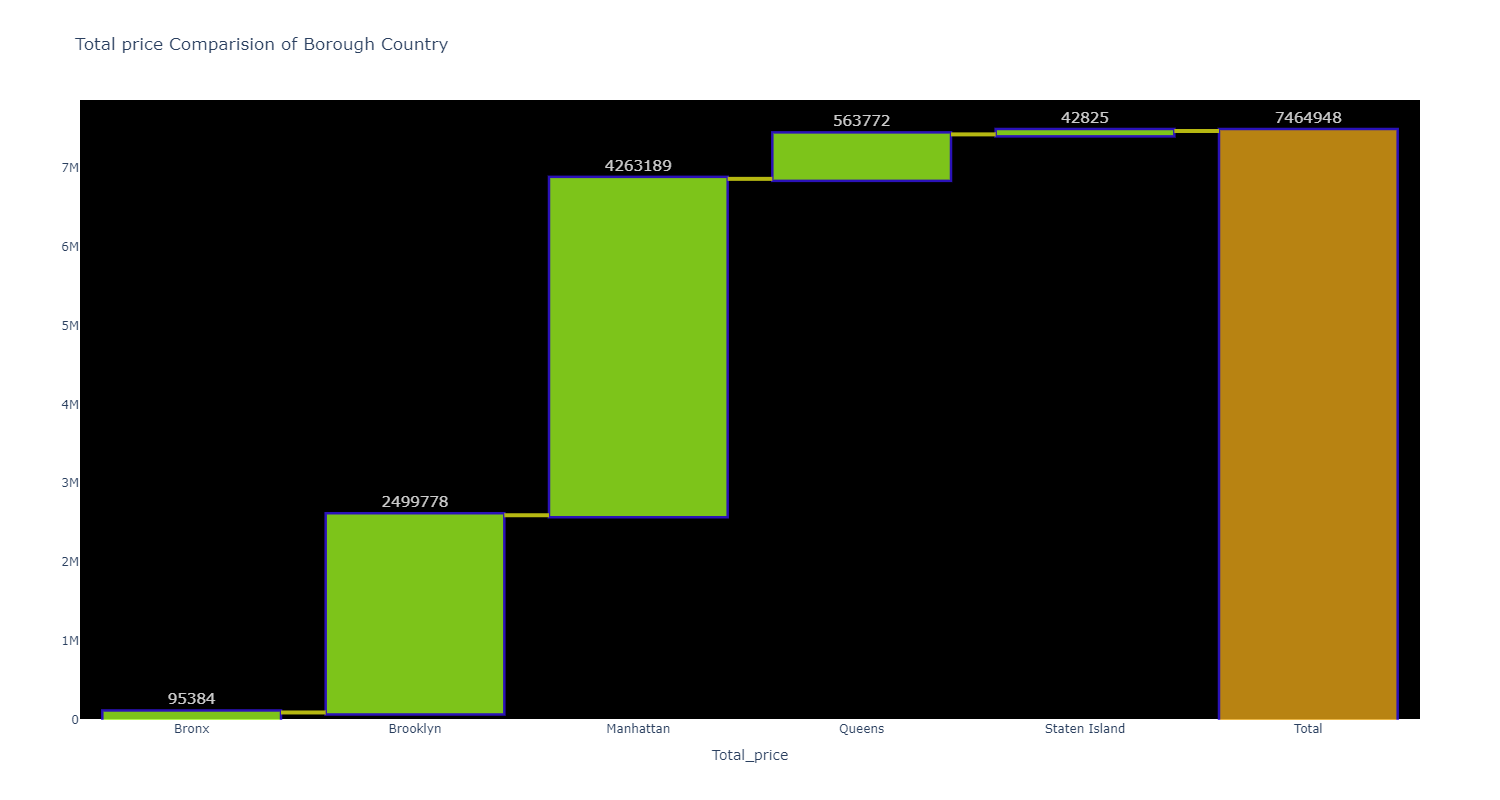 Total price Comparision of Borough Country
7464948
42825
563772
4263189
2499778
95384
7M
6M
5M
4M
3M
2M
1M
0
Bronx Brooklyn Manhattan Queens Staten Island Total
Total_price